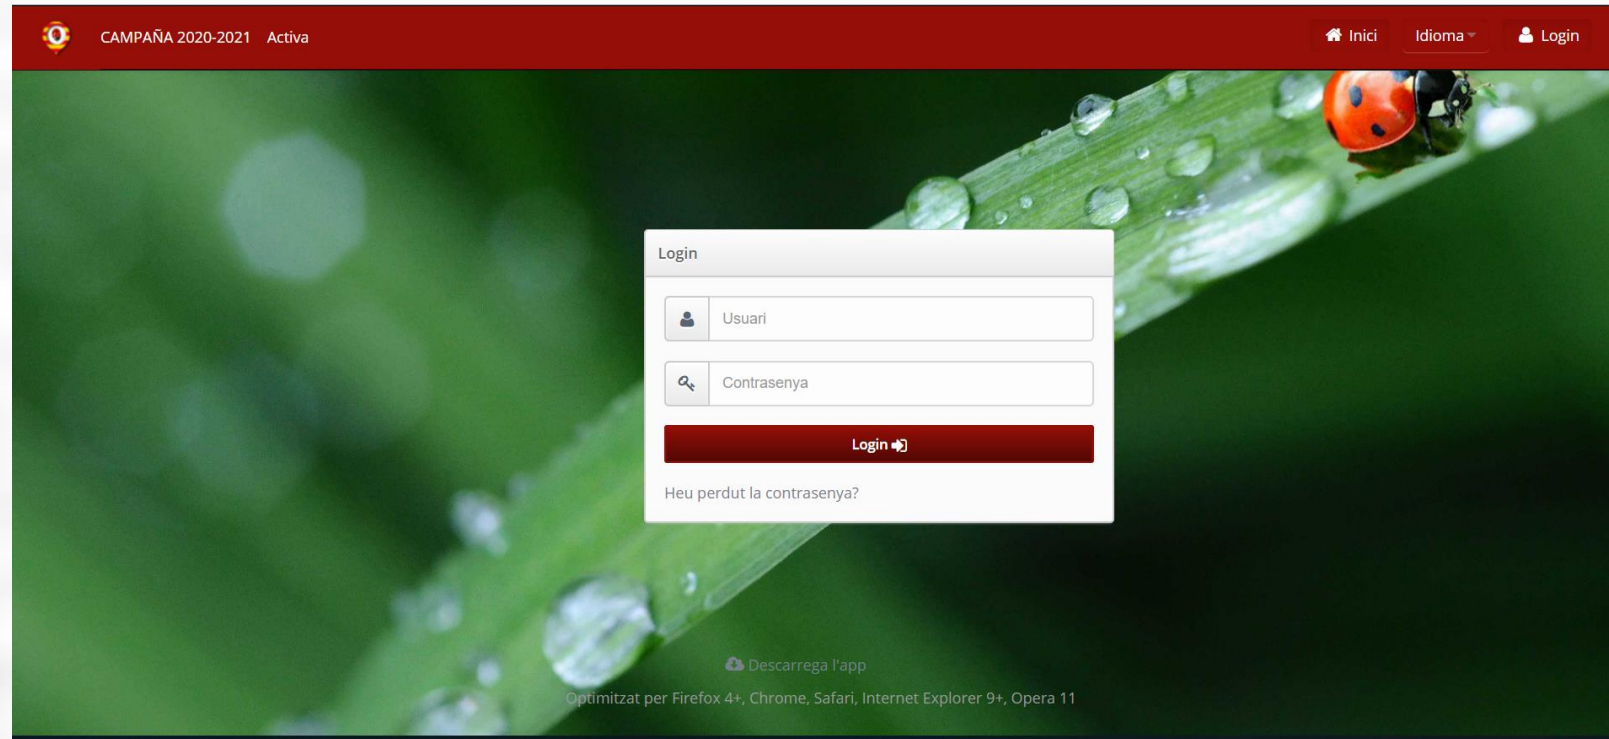 CAMPAÑA 2020-2021 Activa
Inici Idioma Login
Login
Usuari
Contrasenya
Login
Heu perdut la contrasenya?
Descarrega l'app
Optimitzat per Firefox 4+, Chrome, Safari, Internet Explorer 9+, Opera 11